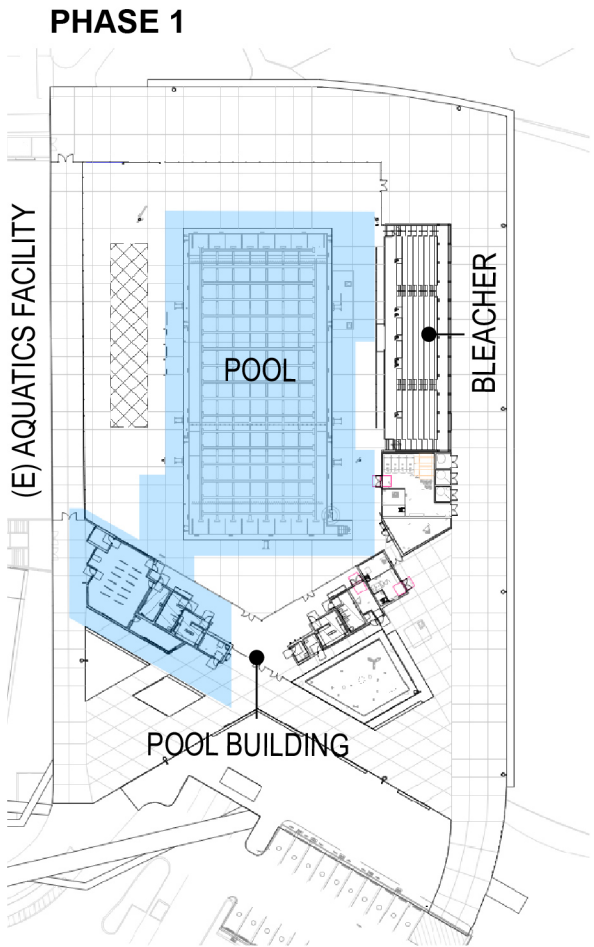 PHASE 1
(E) AQUATICS FACILITY
POOL
BLEACHER
POOL BUILDING